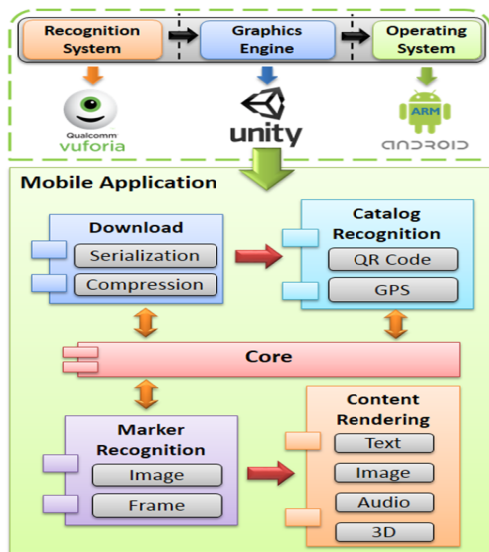 Recognition
System
Graphics
Engine
Operating
System
Qualcomm
vuforia
unity
ARM
ANDROID
Mobile Application
Download
Serialization
Compression
Catalog
Recognition
QR Code
GPS
Core
Marker
Recognition
Image
Frame
Content
Rendering
Text
Image
Audio
3D